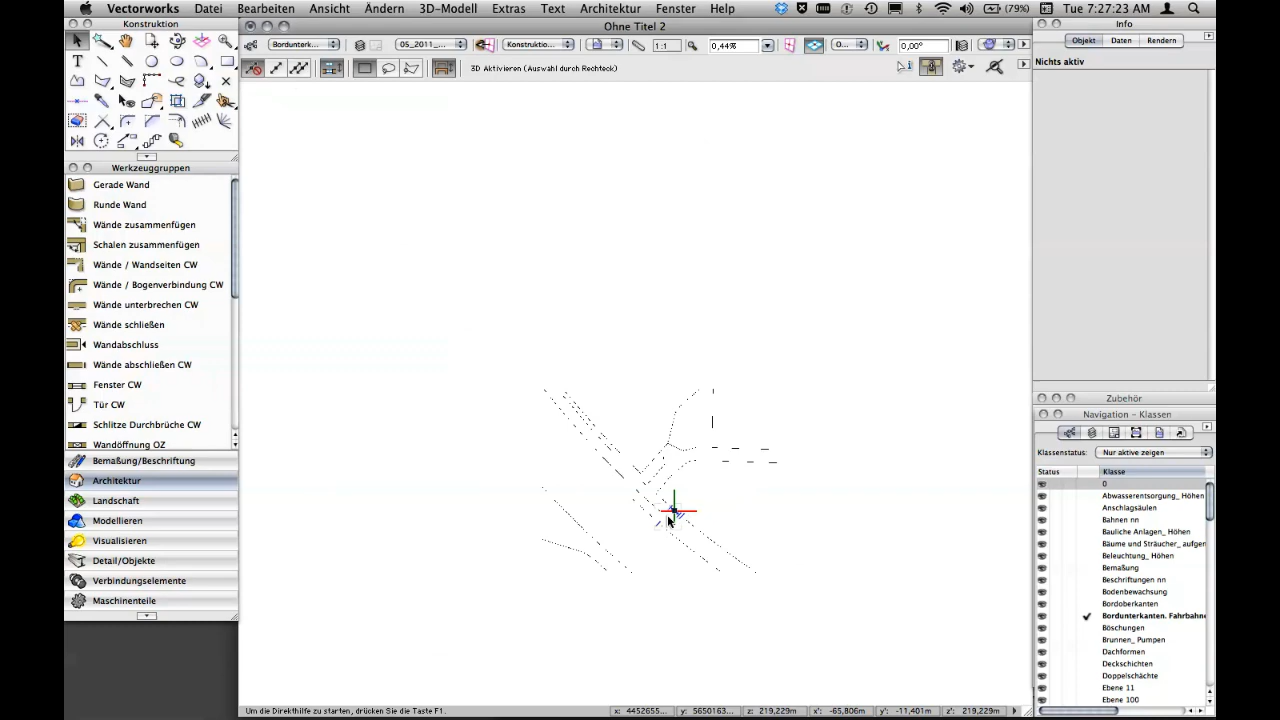 Vectorworks Datei Bearbeiten Ansicht Ändern 3D-Modell Extras Text Architektur Fenster Help (79%) Tue 7:27:23 AM
Konstruktion
Ohne Titel 2
Info
Bordunterk... 05_2011_... Konstruktio... 1:1 0,44% O... 0,00°
Objekt Daten Rendern
3D Aktivieren (Auswahl durch Rechteck)
Nichts aktiv
Werkzeuggruppen
Gerade Wand
Runde Wand
Wände zusammenfügen
Schalen zusammenfügen
Wände / Wandseiten CW
Wände / Bogenverbindung CW
Wände unterbrechen CW
Wände schließen
Wandabschluss
Wände abschließen CW
Fenster CW
Tür CW
Schlitze Durchbrüche CW
Wandöffnung OZ
Bemaßung/Beschriftung
Architektur
Landschaft
Modellieren
Visualisieren
Detail/Objekte
Verbindungselemente
Maschinenteile
Zubehör
Navigation – Klassen
Klassenstatus: Nur aktive zeigen
Status Klasse
0
Abwasserentsorgung_ Höhen
Anschlagsäulen
Bahnen nn
Bauliche Anlagen_ Höhen
Bäume und Sträucher_ aufgen
Beleuchtung_ Höhen
Bemaßung
Beschriftungen nn
Bodenbewachsung
Bordoberkanten
Bordunterkanten. Fahrbahne
Böschungen
Brunnen_ Pumpen
Dachformen
Deckschichten
Doppelschächte
Ebene 11
Ebene 100
Um die Direkthilfe zu starten, drücken Sie die Taste F1. x: 4452655... y: 5650163... z: 219,229m x': -65,806m y': -11,401m z': 219,229m